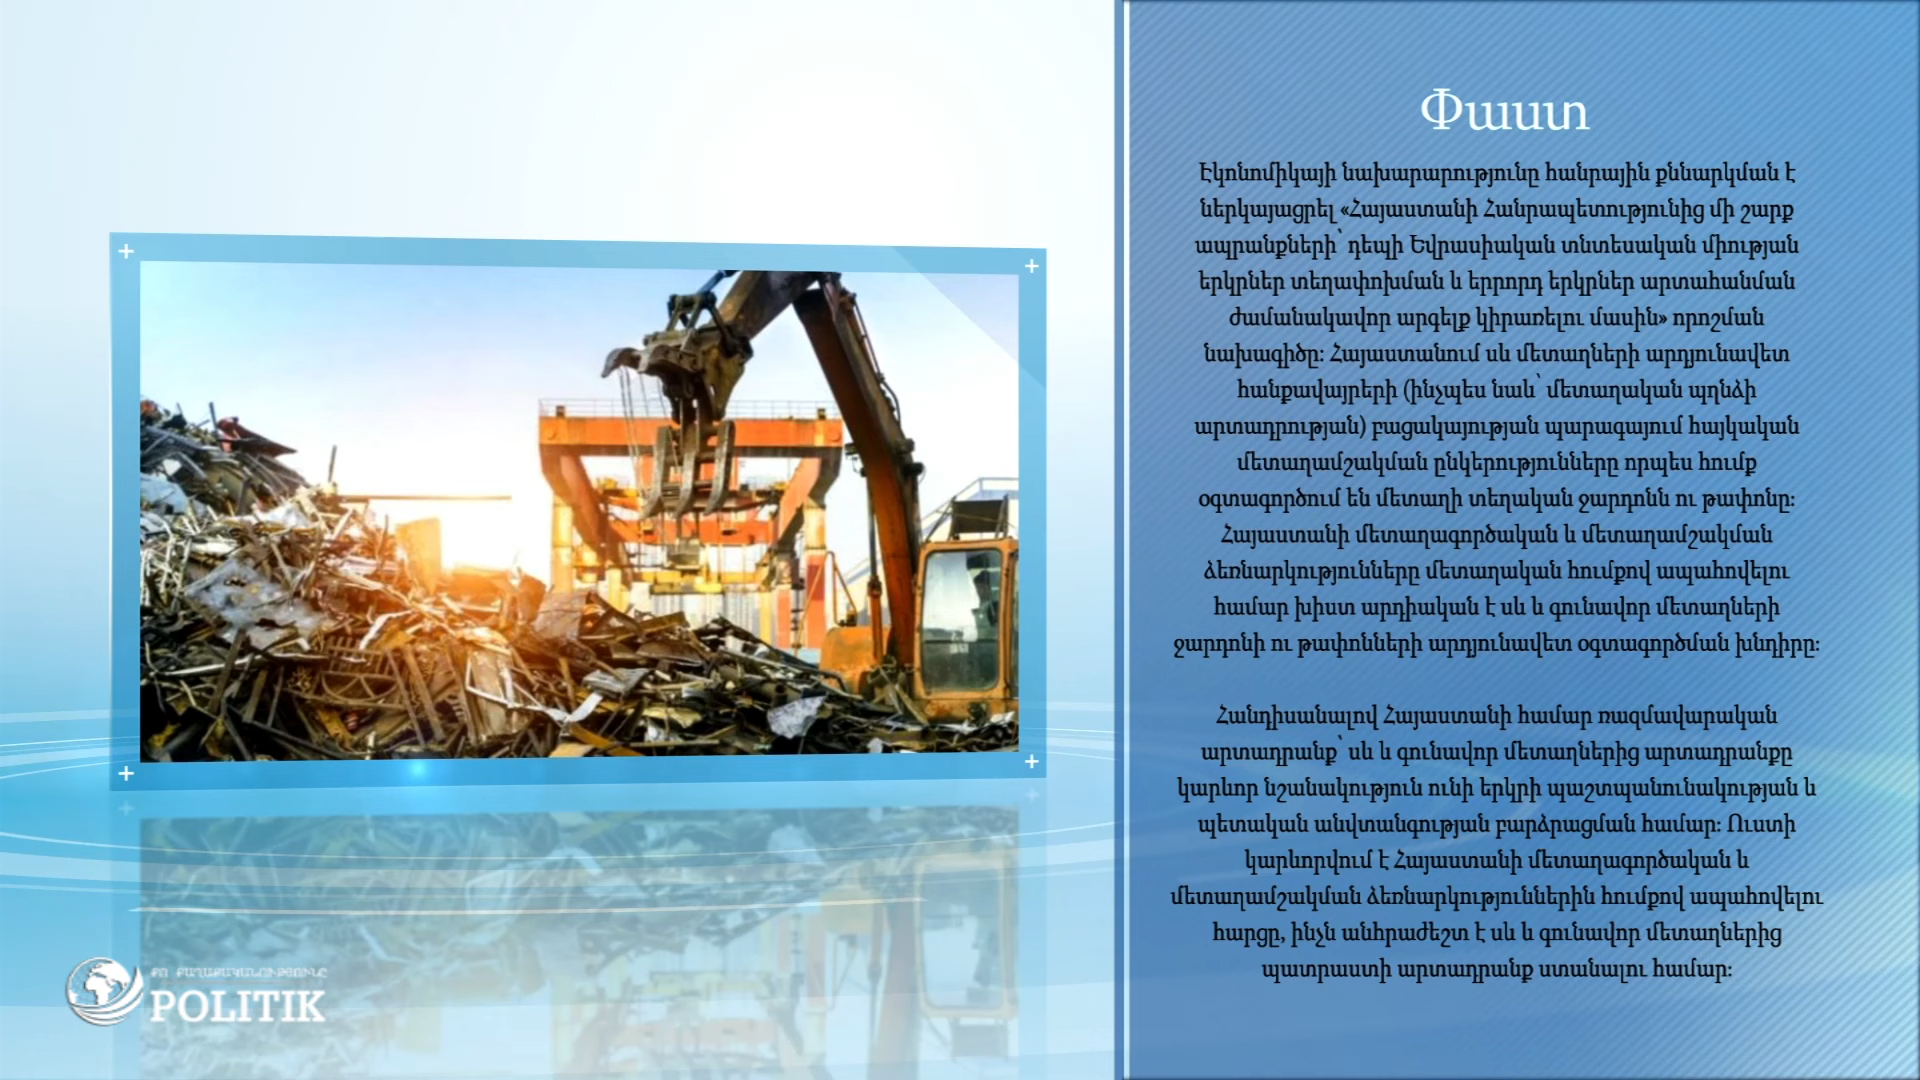 Փաստ
Էկոնոմիկայի նախարարությունը հանրային քննարկման է
ներկայացրել «Հայաստանի Հանրապետությունից մի շարք
ապրանքների՝ դեպի Եվրասիական տնտեսական միության
երկրներ տեղափոխման և երրորդ երկրներ արտահանման
ժամանակավոր արգելք կիրառելու մասին» որոշման
նախագիծը։ Հայաստանում սև մետաղների արդյունավետ
հանքավայրերի (ինչպես նաև՝ մետաղական պղնձի
արտադրության) բացակայության պարագայում հայկական
մետաղամշակման ընկերությունները որպես հումք
օգտագործում են մետաղի տեղական ջարդոնն ու թափոնը։
Հայաստանի մետաղագործական և մետաղամշակման
ձեռնարկությունները մետաղական հումքով ապահովելու
համար խիստ արդիական է սև և գունավոր մետաղների
ջարդոնի ու թափոնների արդյունավետ օգտագործման խնդիրը։
Հանդիսանալով Հայաստանի համար ռազմավարական
արտադրանք՝ սև և գունավոր մետաղներից արտադրանքը
կարևոր նշանակություն ունի երկրի պաշտպանունակության և
պետական անվտանգության բարձրացման համար։ Ուստի
կարևորվում է Հայաստանի մետաղագործական և
մետաղամշակման ձեռնարկություններին հումքով ապահովելու
հարցը, ինչն անհրաժեշտ է սև և գունավոր մետաղներից
պատրաստի արտադրանք ստանալու համար։
ՔՈ ՔԱՂԱՔԱԿԱՆՈՒԹՅՈՒՆԸ
POLITIK